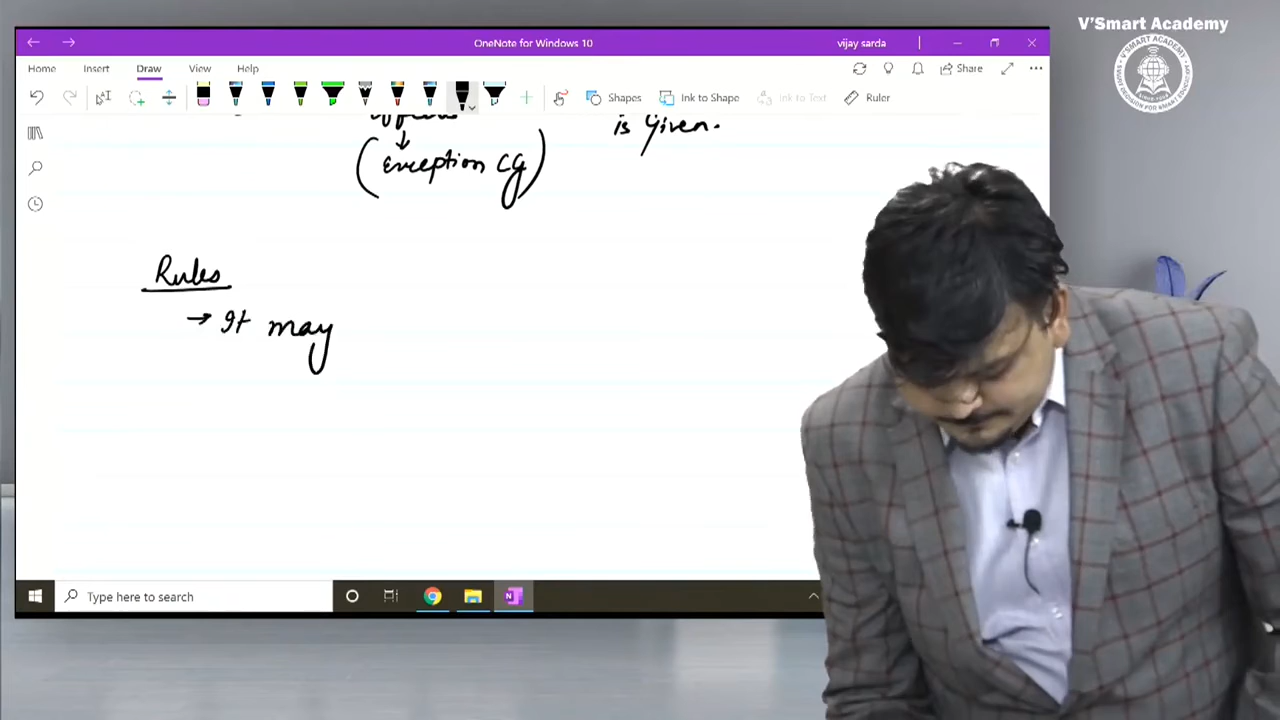 V'Smart Academy
OneNote for Windows 10
vijay sarda
Home Insert Draw View Help
Share
Shapes Ink to Shape Ink to Text Ruler
is given.
(Exception CG)
Rules
→ It may
Type here to search